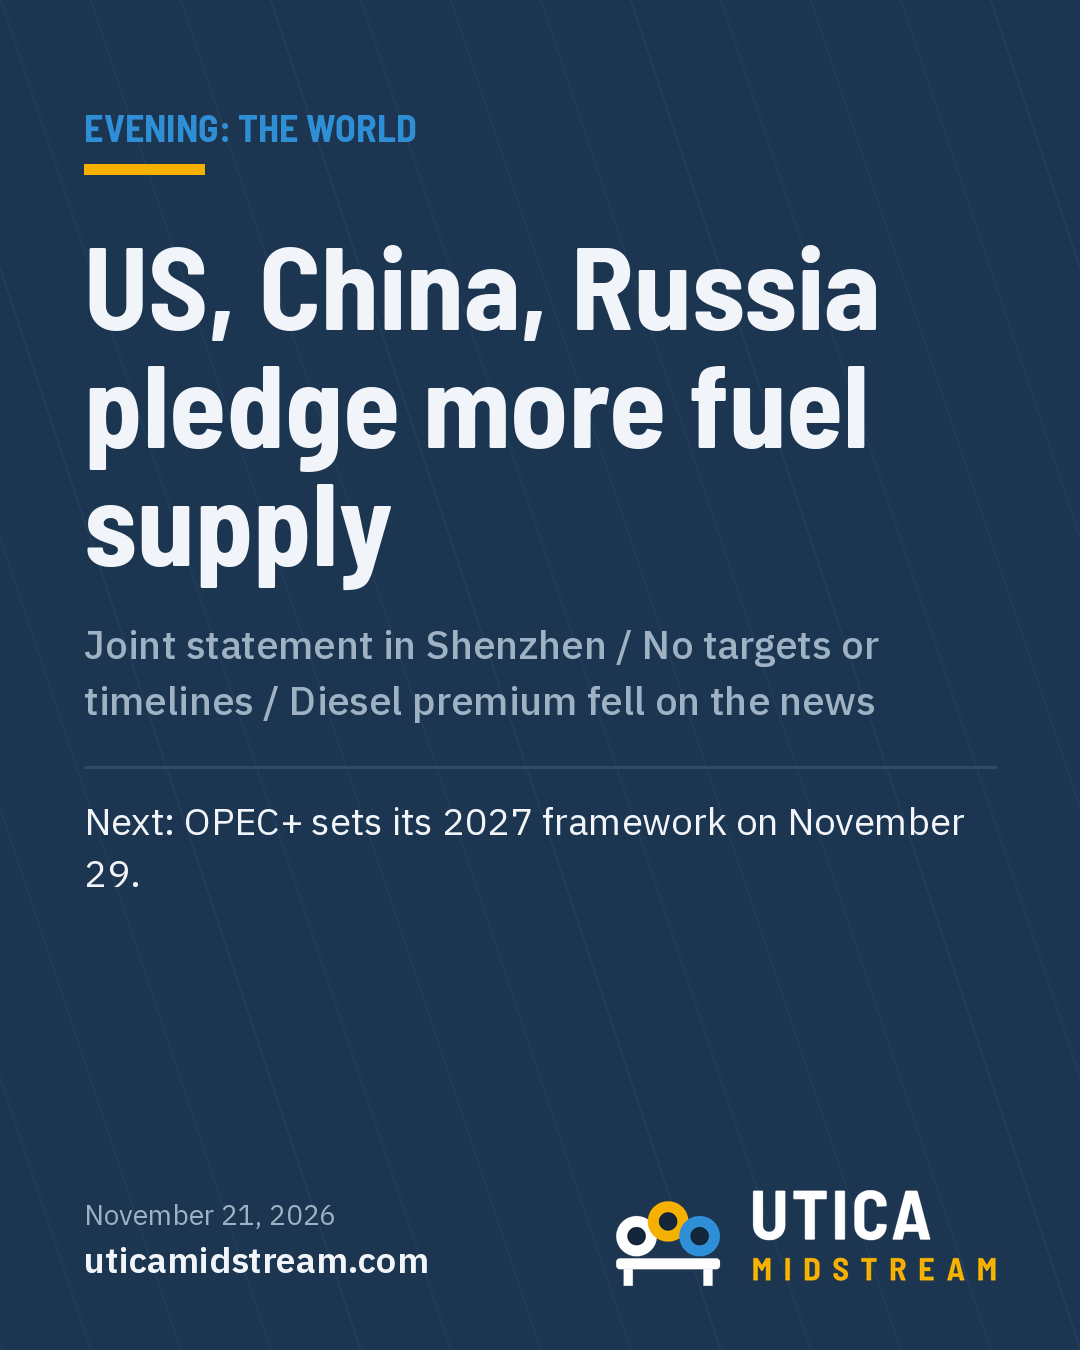 EVENING: THE WORLD
US, China, Russia
pledge more fuel
supply
Joint statement in Shenzhen / No targets or
timelines / Diesel premium fell on the news
Next: OPEC+ sets its 2027 framework on November
29.
November 21, 2026
uticamidstream.com
UTICA
MIDSTREAM